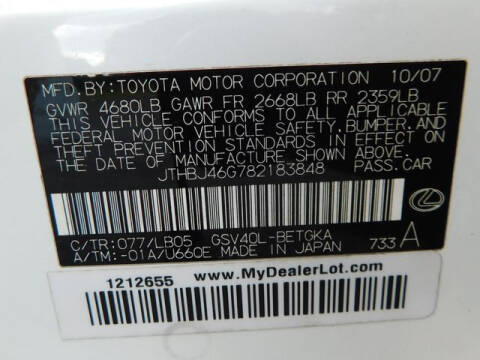 MFD.BY:TOYOTA MOTOR CORPORATION 10/07
GVWR 4680LB GAWR FR 2668LB RR 2359LB
THIS VEHICLE CONFORMS TO ALL APPLICABLE
FEDERAL MOTOR VEHICLE SAFETY,BUMPER,AND
THEFT PREVENTION STANDARDS IN EFFECT ON
THE DATE OF MANUFACTURE SHOWN ABOVE.
JTHBJ46G782183848 PASS.CAR
C/TR:077/LB05 GSV40L-BETGKA
A/TM:-01A/U660E MADE IN JAPAN 733 A
1212655 www.MyDealerLot.com